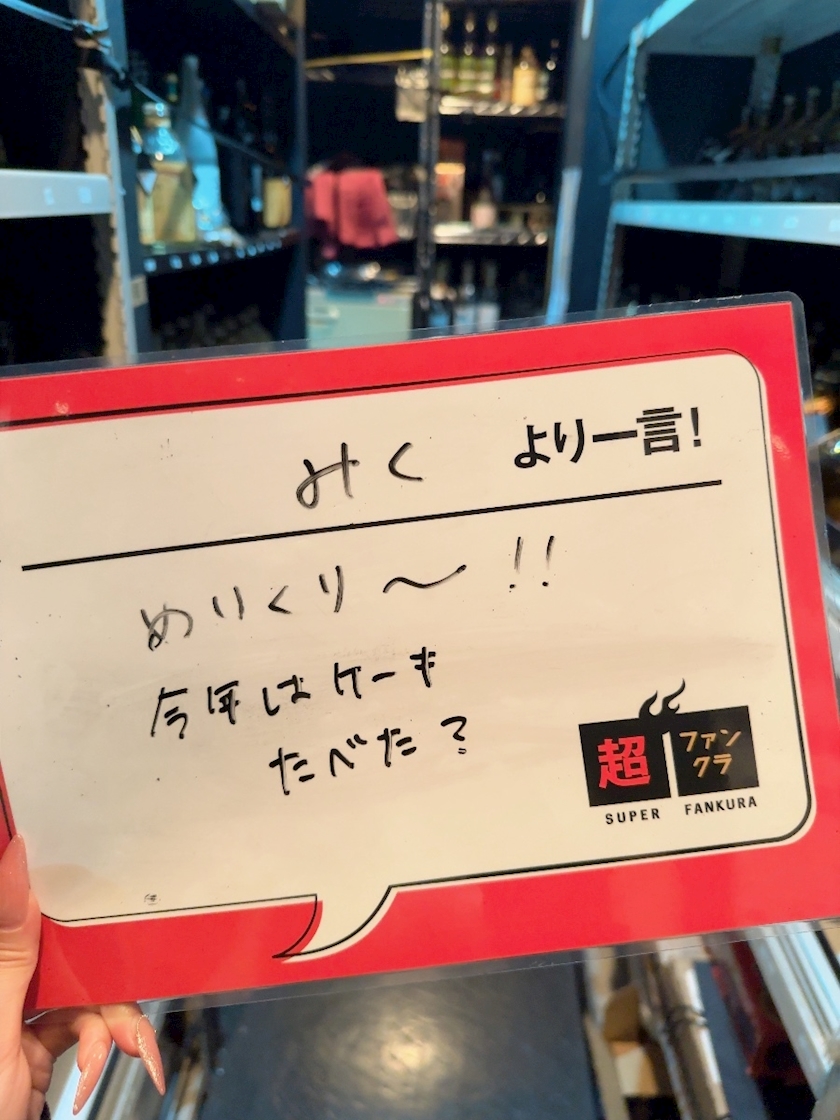 みく より一言!
めりくり〜!!
今年はケーキ
たべた?
超 ファンクラ
SUPER FANKURA